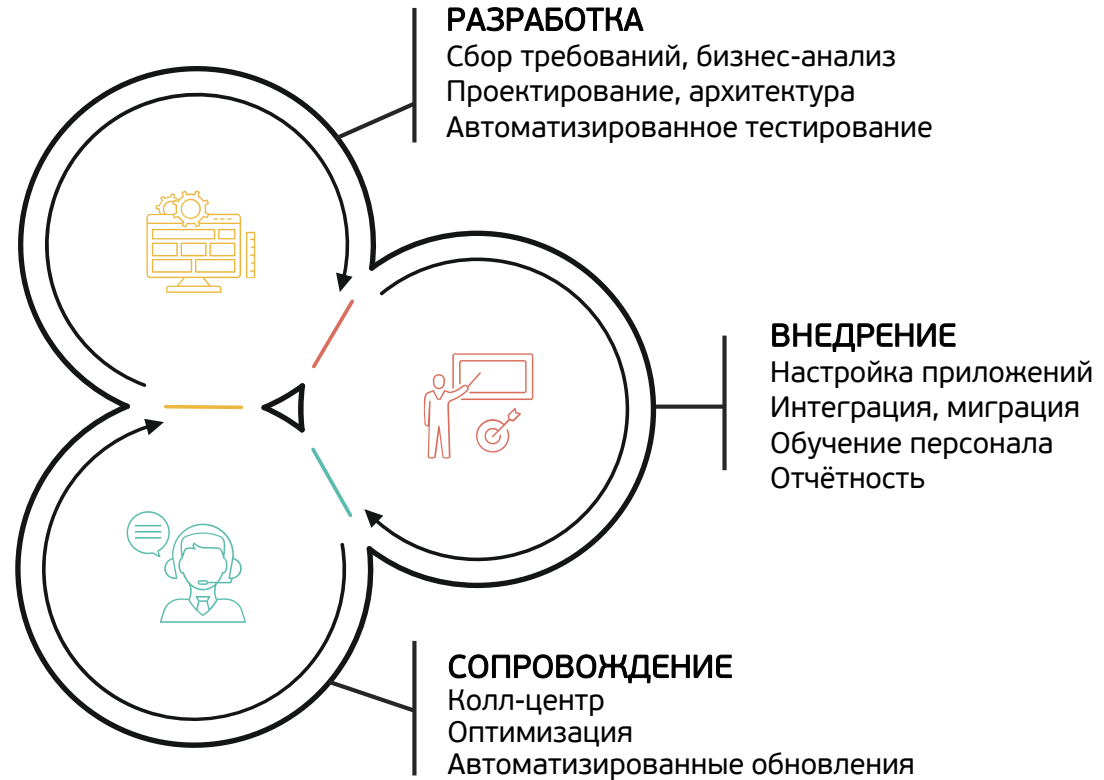 РАЗРАБОТКА
Сбор требований, бизнес-анализ
Проектирование, архитектура
Автоматизированное тестирование
ВНЕДРЕНИЕ
Настройка приложений
Интеграция, миграция
Обучение персонала
Отчётность
СОПРОВОЖДЕНИЕ
Колл-центр
Оптимизация
Автоматизированные обновления